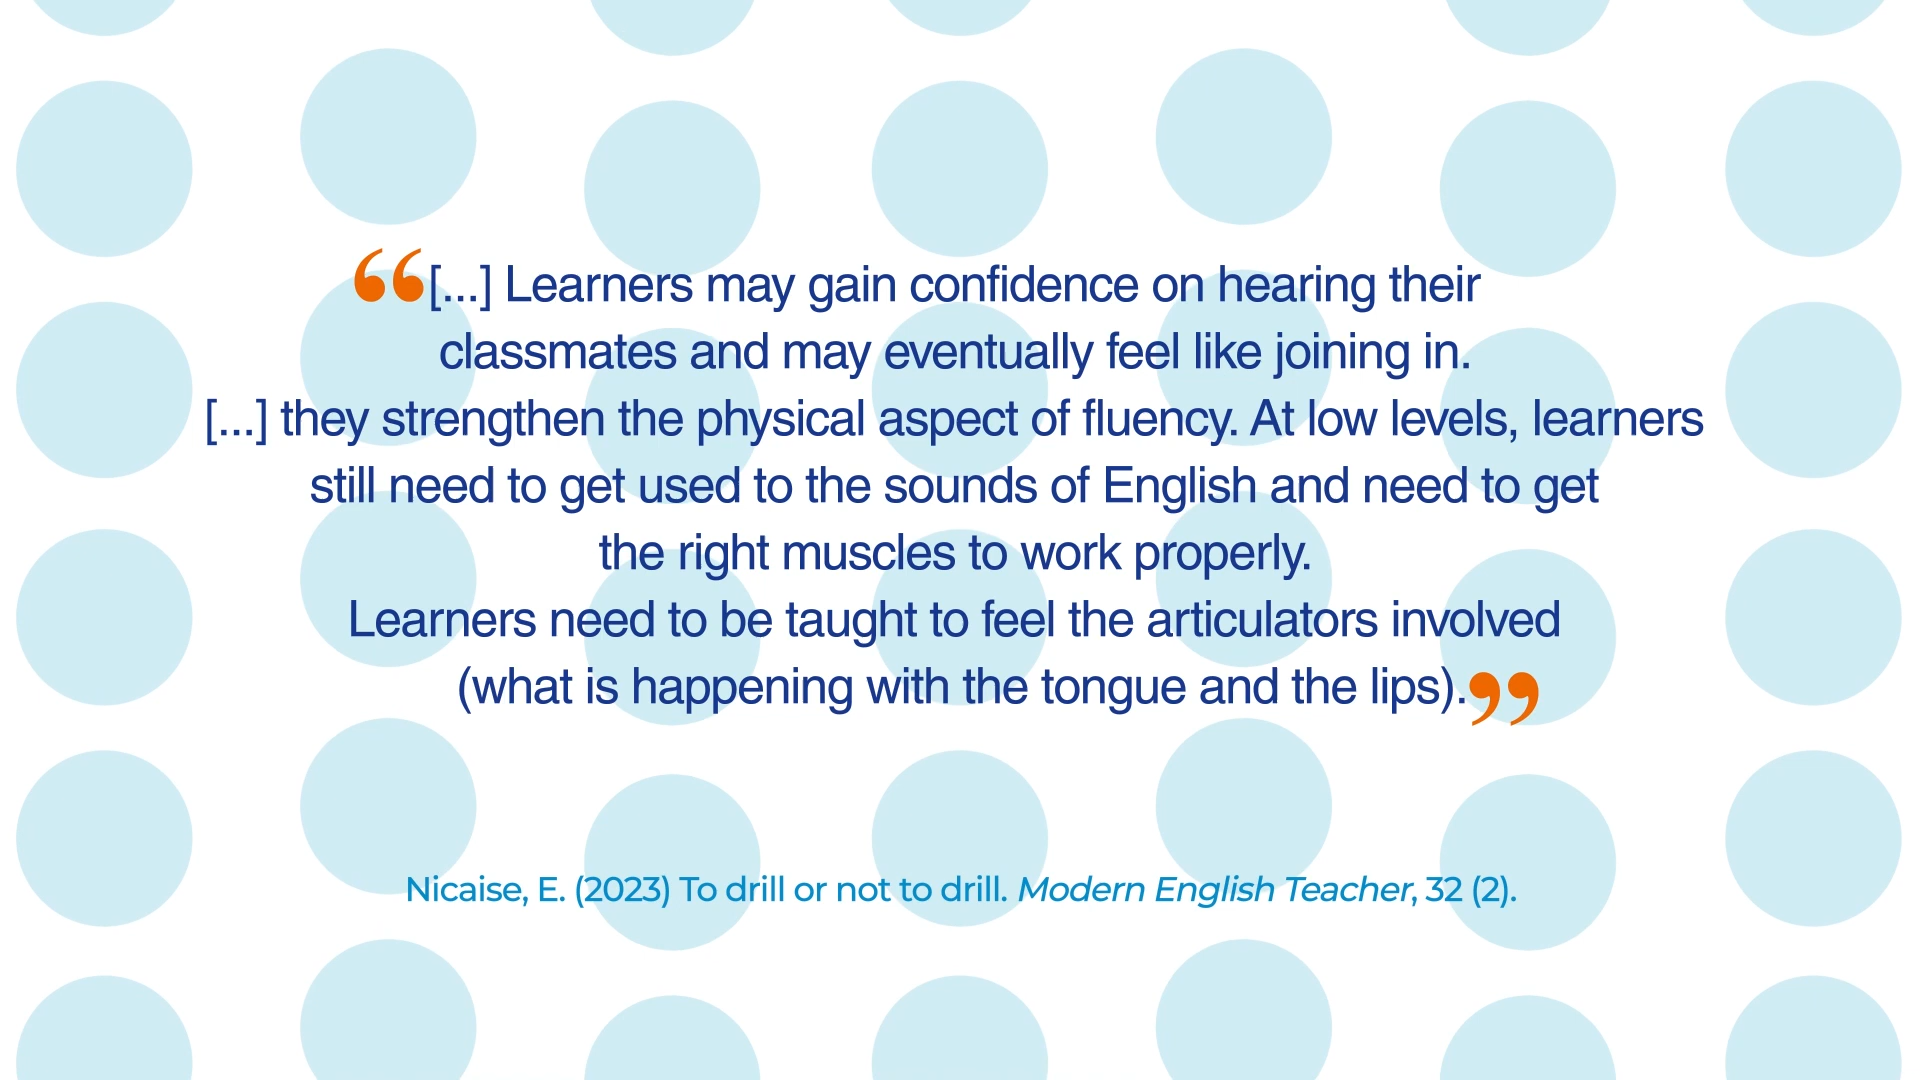 “[...] Learners may gain confidence on hearing their
classmates and may eventually feel like joining in.
[...] they strengthen the physical aspect of fluency. At low levels, learners
still need to get used to the sounds of English and need to get
the right muscles to work properly.
Learners need to be taught to feel the articulators involved
(what is happening with the tongue and the lips).”
Nicaise, E. (2023) To drill or not to drill. Modern English Teacher, 32 (2).